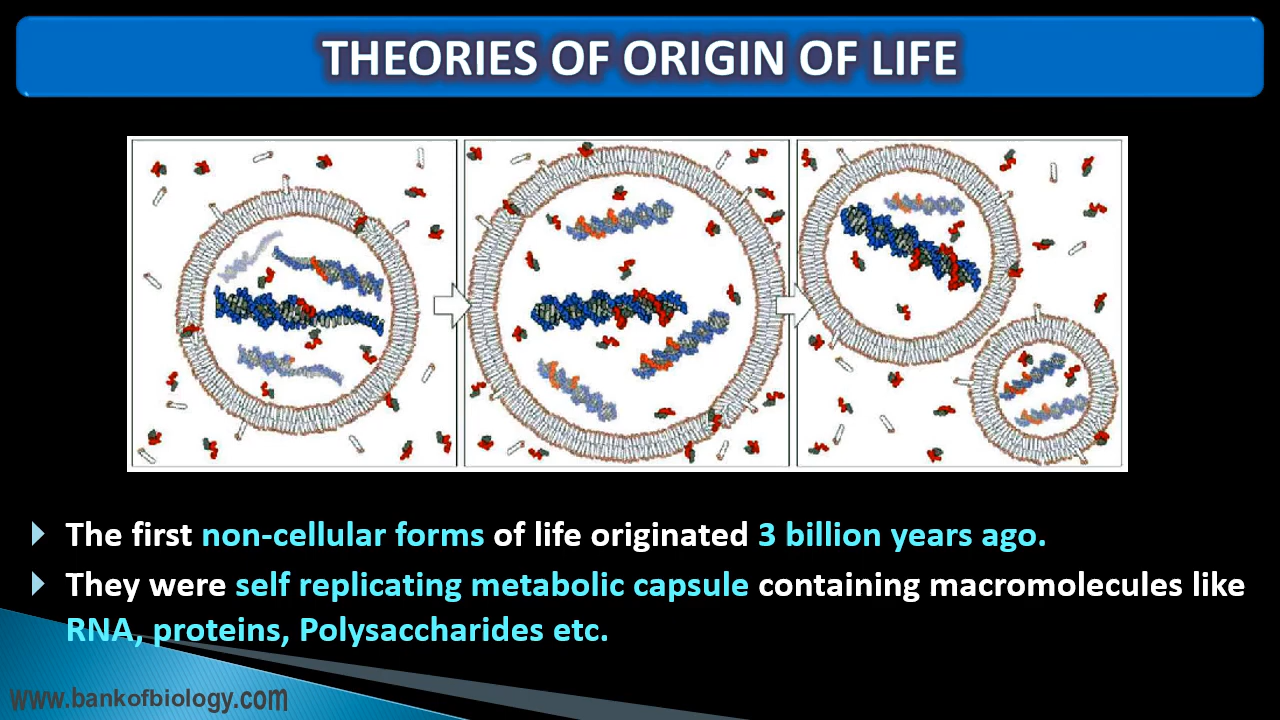 THEORIES OF ORIGIN OF LIFE
The first non-cellular forms of life originated 3 billion years ago.
They were self replicating metabolic capsule containing macromolecules like
RNA, proteins, Polysaccharides etc.
www.bankofbiology.com